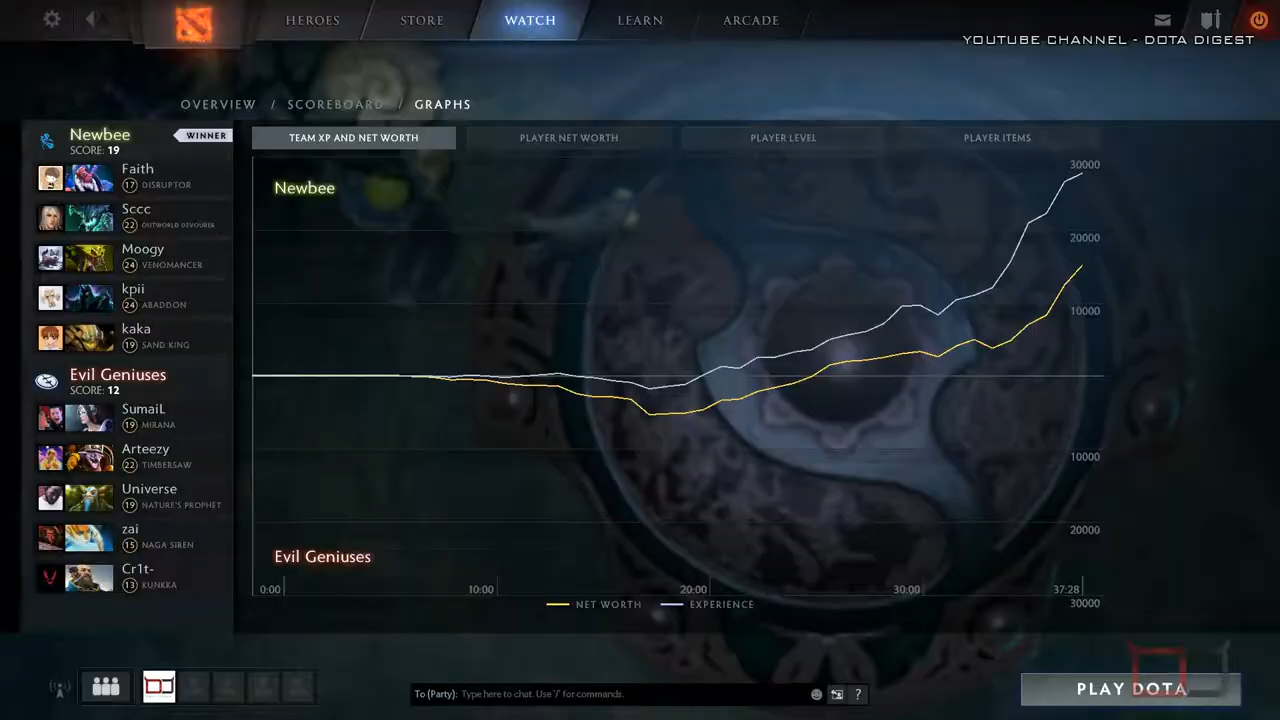 HEROES STORE WATCH LEARN ARCADE
YOUTUBE CHANNEL - DOTA DIGEST
OVERVIEW / SCOREBOARD / GRAPHS
Newbee
WINNER
SCORE: 19
Faith
17 DISRUPTOR
Sccc
22 OUTWORLD DEVOURER
Moogy
24 VENOMANCER
kpii
24 ABADDON
kaka
19 SAND KING
Evil Geniuses
SCORE: 12
SumaiL
19 MIRANA
Arteezy
22 TIMBERSAW
Universe
19 NATURE'S PROPHET
zai
15 NAGA SIREN
Cr1t-
13 KUNKKA
TEAM XP AND NET WORTH PLAYER NET WORTH PLAYER LEVEL PLAYER ITEMS
Newbee
30000
20000
10000
10000
20000
30000
Evil Geniuses
0:00 10:00 20:00 30:00 37:28
NET WORTH EXPERIENCE
To (Party): Type here to chat. Use '/' for commands.
?
PLAY DOTA